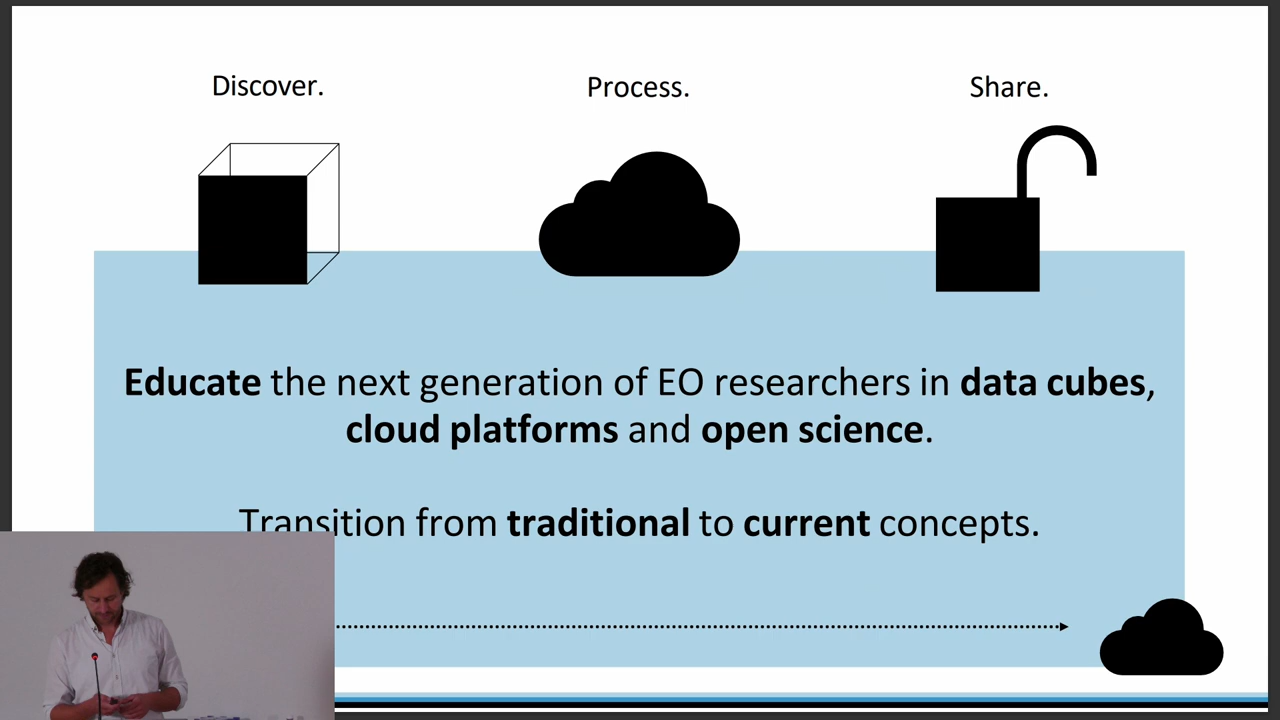 Discover.
Process.
Share.
Educate the next generation of EO researchers in data cubes,
cloud platforms and open science.
Transition from traditional to current concepts.